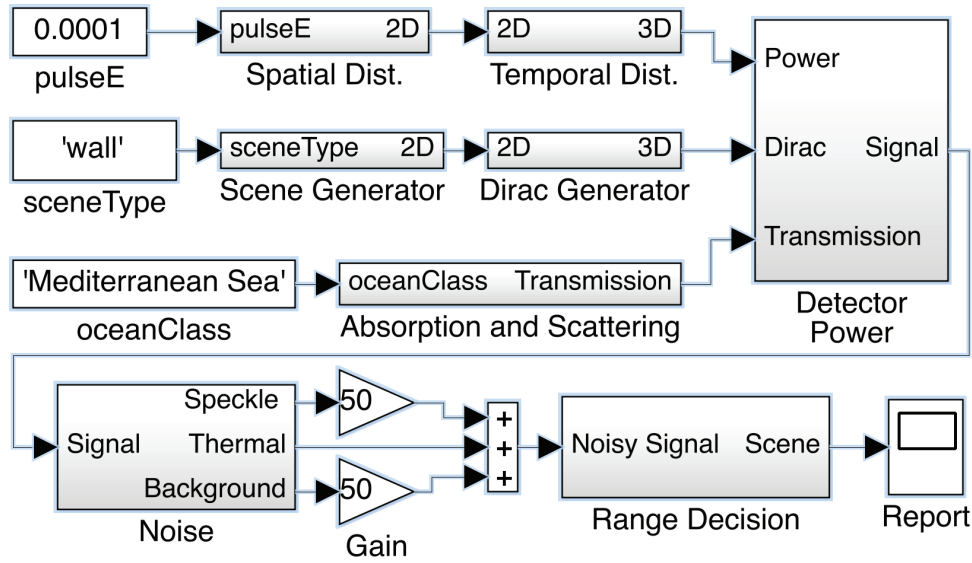 0.0001
pulseE
pulseE 2D
Spatial Dist.
2D 3D
Temporal Dist.
'wall'
sceneType
sceneType 2D
Scene Generator
2D 3D
Dirac Generator
'Mediterranean Sea'
oceanClass
oceanClass Transmission
Absorption and Scattering
Power
Dirac Signal
Transmission
Detector
Power
Speckle
Signal Thermal
Background
Noise
50
50
Gain
+
+
+
Noisy Signal Scene
Range Decision
Report